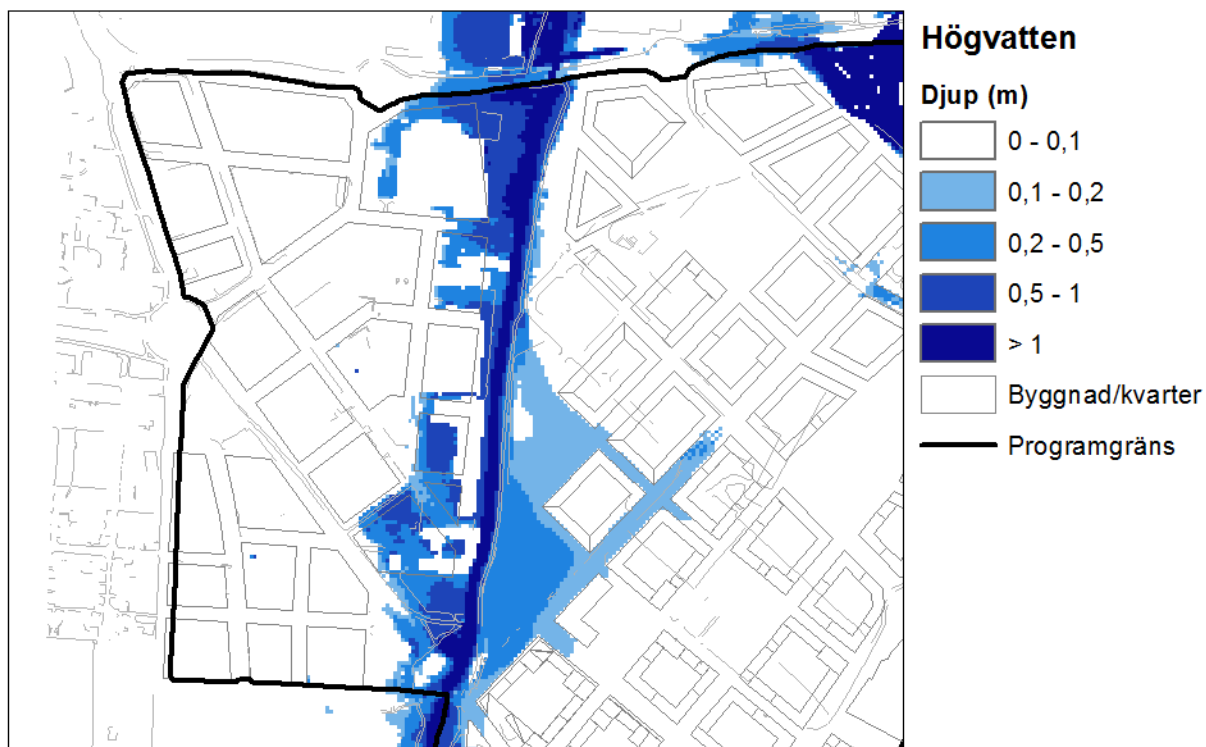 Högvatten
Djup (m)
0 - 0,1
0,1 - 0,2
0,2 - 0,5
0,5 - 1
> 1
Byggnad/kvarter
Programgräns